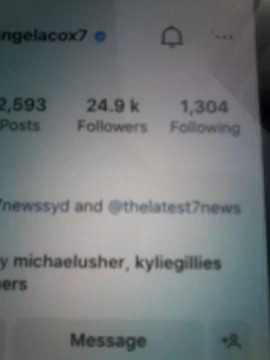 ngelacox7
2,593 24.9 k 1,304
Posts Followers Following
7newssyd and @thelatest7news
y michaelusher, kyliegillies
ers
Message